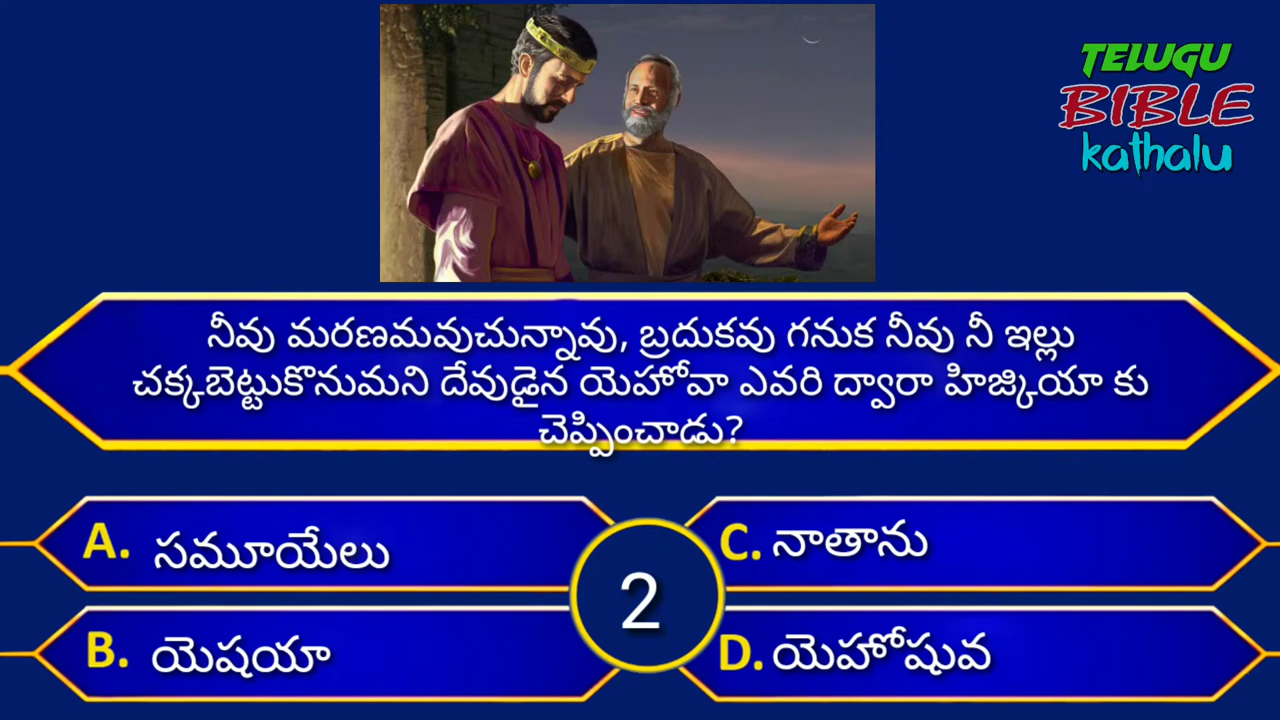 TELUGU
BIBLE
kathalu
నీవు మరణమవుచున్నావు, బ్రదుకవు గనుక నీవు నీ ఇల్లు
చక్కబెట్టుకొనుమని దేవుడైన యెహోవా ఎవరి ద్వారా హిజ్కియా కు
చెప్పించాడు?
A. సమూయేలు
C. నాతాను
2
B. యెషయా
D. యెహోషువ